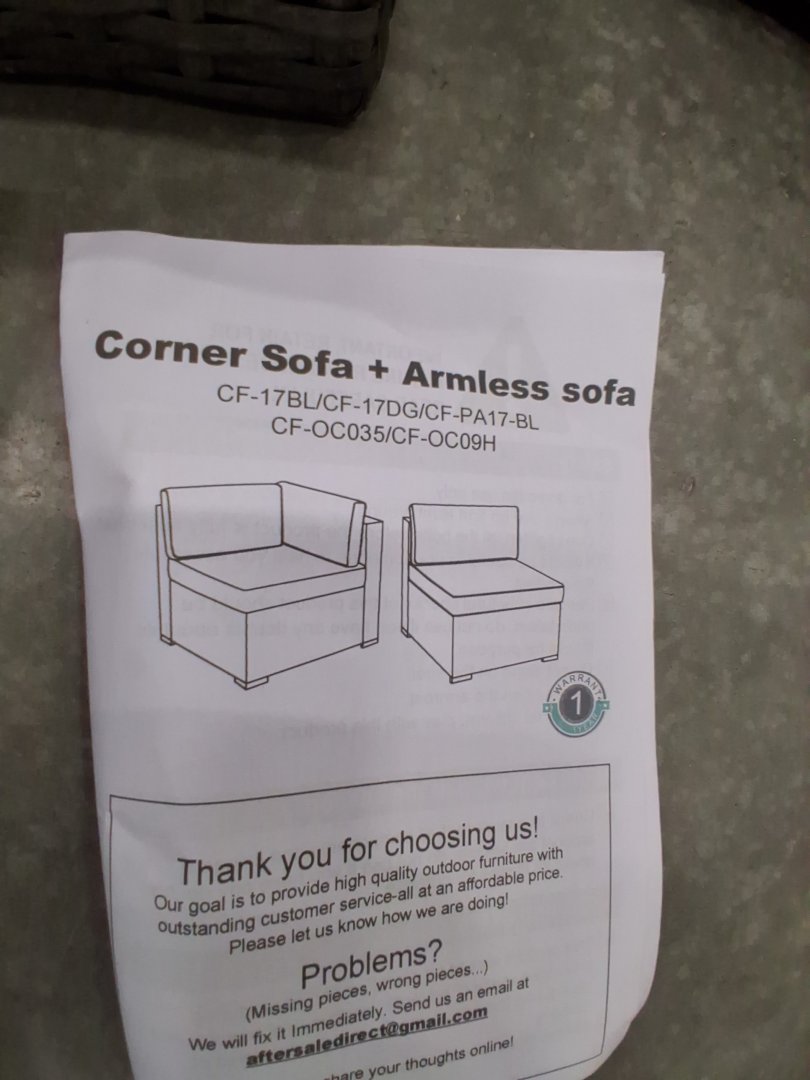 Corner Sofa + Armless sofa
CF-17BL/CF-17DG/CF-PA17-BL
CF-OC035/CF-OC09H
WARRANT
1
1YEAR
Thank you for choosing us!
Our goal is to provide high quality outdoor furniture with
outstanding customer service-all at an affordable price.
Please let us know how we are doing!
Problems?
(Missing pieces, wrong pieces...)
We will fix it Immediately. Send us an email at
aftersaledirect@gmail.com
your thoughts online!